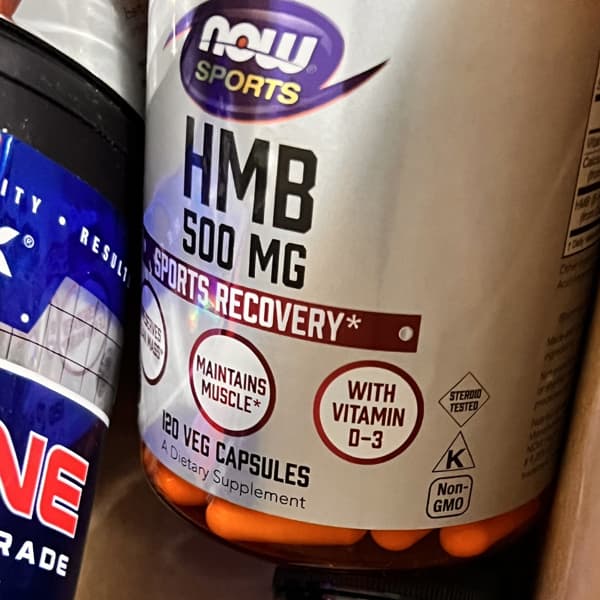 NOW
SPORTS
HMB
500 MG
SPORTS RECOVERY*
MAINTAINS
MUSCLE*
WITH
VITAMIN
D-3
120 VEG CAPSULES
A Dietary Supplement
STEROID
TESTED
K
Non-
GMO
ITY • RESULT
X®
NE
RADE